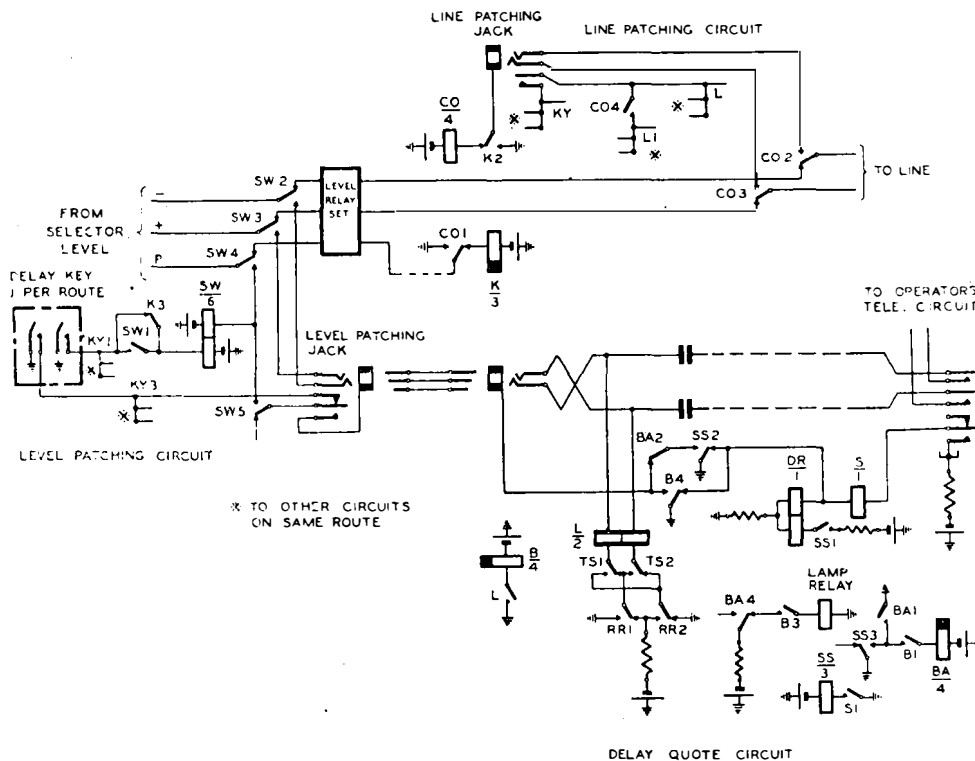 LINE PATCHING
JACK
LINE PATCHING CIRCUIT
CO
4
K2
KY
CO4
L1
L
※
※
※
CO2
CO3
TO LINE
FROM
SELECTOR
LEVEL
−
+
P
SW2
SW3
SW4
LEVEL
RELAY
SET
CO1
K
3
DELAY KEY
1 PER ROUTE
KY1
※
K3
SW1
SW
6
KY3
※
SW5
LEVEL PATCHING
JACK
TO OPERATOR'S
TELE. CIRCUIT
LEVEL PATCHING CIRCUIT
※ TO OTHER CIRCUITS
ON SAME ROUTE
BA2
SS2
B4
DR
1
S
1
SS1
B
4
L
L
2
TS1
TS2
RR1
RR2
BA4
B3
LAMP
RELAY
BA1
SS3
B1
BA
4
SS
3
S1
DELAY QUOTE CIRCUIT